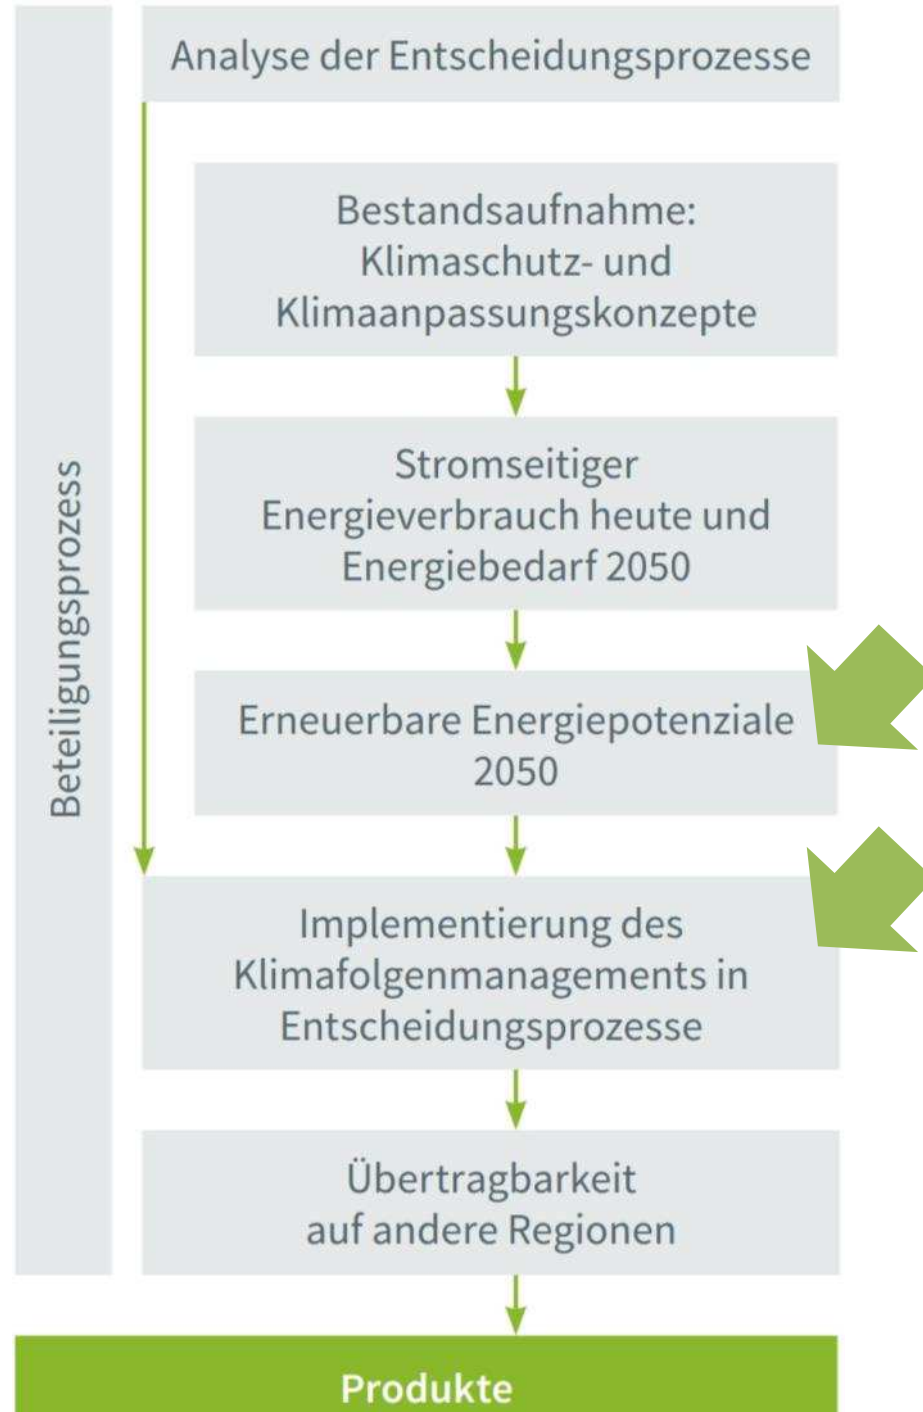 Beteiligungsprozess
Analyse der Entscheidungsprozesse
Bestandsaufnahme:
Klimaschutz- und
Klimaanpassungskonzepte
Stromseitiger
Energieverbrauch heute und
Energiebedarf 2050
Erneuerbare Energiepotenziale
2050
Implementierung des
Klimafolgenmanagements in
Entscheidungsprozesse
Übertragbarkeit
auf andere Regionen
Produkte